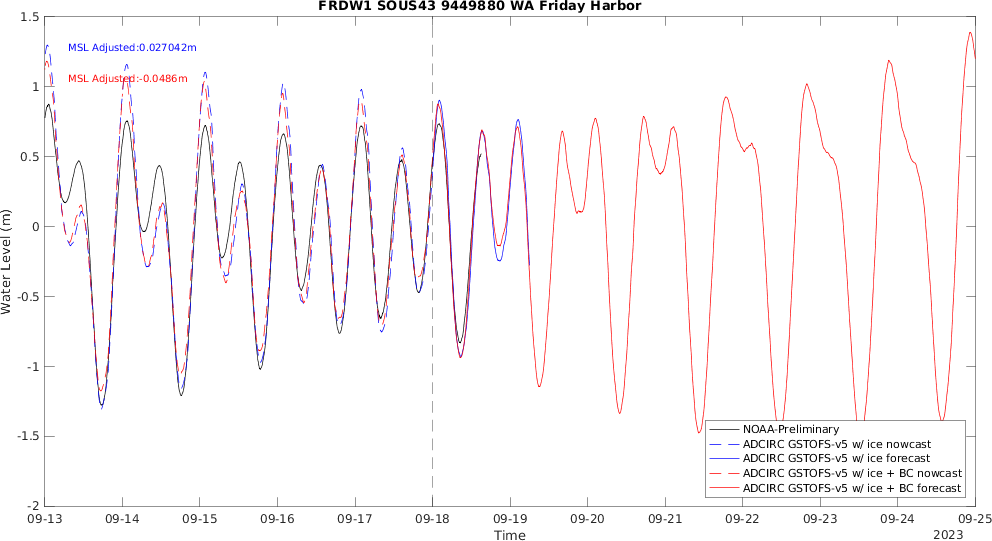 FRDW1 SOUS43 9449880 WA Friday Harbor
1.5
1
0.5
0
-0.5
-1
-1.5
-2
Water Level (m)
MSL Adjusted:0.027042m
MSL Adjusted:-0.0486m
NOAA-Preliminary
ADCIRC GSTOFS-v5 w/ ice nowcast
ADCIRC GSTOFS-v5 w/ ice forecast
ADCIRC GSTOFS-v5 w/ ice + BC nowcast
ADCIRC GSTOFS-v5 w/ ice + BC forecast
09-13 09-14 09-15 09-16 09-17 09-18 09-19 09-20 09-21 09-22 09-23 09-24 09-25
Time
2023